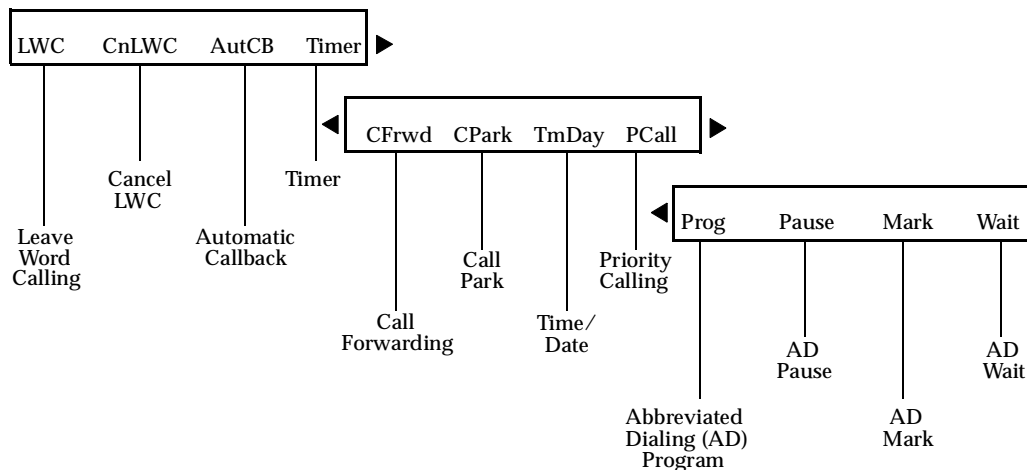 LWC CnLWC AutCB Timer
CFrwd CPark TmDay PCall
Cancel
LWC
Timer
Leave
Word
Calling
Automatic
Callback
Prog Pause Mark Wait
Call
Park
Priority
Calling
Call
Forwarding
Time/
Date
AD
Pause
AD
Wait
Abbreviated
Dialing (AD)
Program
AD
Mark